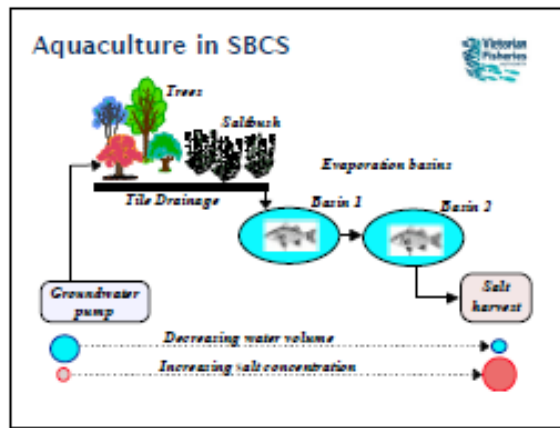 Aquaculture in SBCS
Victorian
Fisheries
Trees
Saltbush
Evaporation basins
Tile Drainage
Basin 1
Basin 2
Groundwater
pump
Salt
harvest
Decreasing water volume
Increasing salt concentration